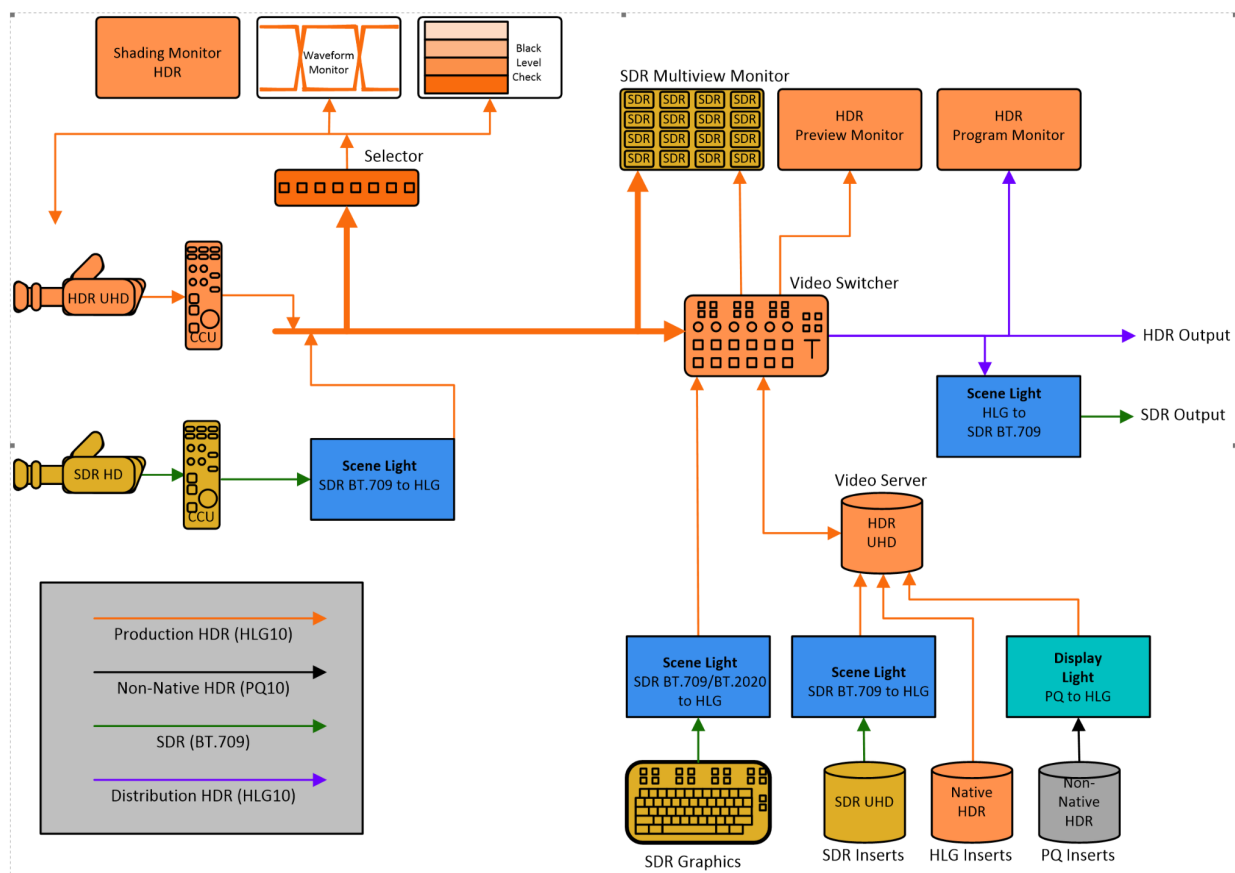 Shading Monitor
HDR
Waveform
Monitor
Black
Level
Check
SDR Multiview Monitor
SDR SDR SDR SDR
SDR SDR SDR SDR
SDR SDR SDR SDR
SDR SDR SDR SDR
HDR
Preview Monitor
HDR
Program Monitor
Selector
HDR UHD
CCU
Video Switcher
HDR Output
Scene Light
HLG to
SDR BT.709
SDR Output
SDR HD
CCU
Scene Light
SDR BT.709 to HLG
Video Server
HDR
UHD
Production HDR (HLG10)
Non-Native HDR (PQ10)
SDR (BT.709)
Distribution HDR (HLG10)
Scene Light
SDR BT.709/BT.2020
to HLG
Scene Light
SDR BT.709 to HLG
Display
Light
PQ to HLG
SDR UHD
Native
HDR
Non-
Native
HDR
SDR Graphics
SDR Inserts
HLG Inserts
PQ Inserts